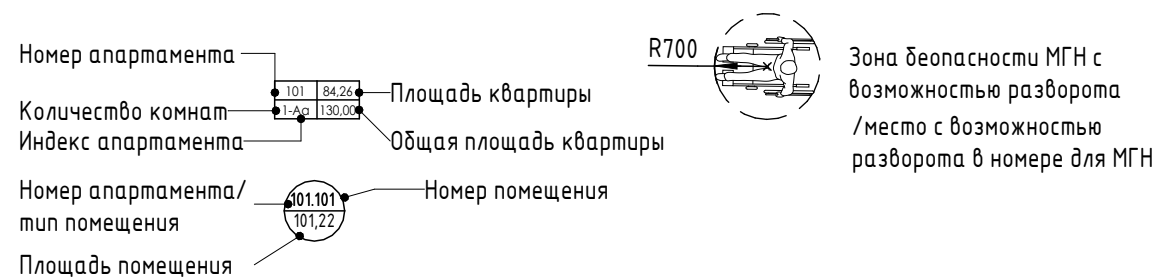 Номер апартамента
101 84,26
Площадь квартиры
Количество комнат
1-Аа 130,00
Индекс апартамента
Общая площадь квартиры
Номер апартамента/
тип помещения
101.101
101,22
Номер помещения
Площадь помещения
R700
Зона беопасности МГН с
возможностью разворота
/место с возможностью
разворота в номере для МГН